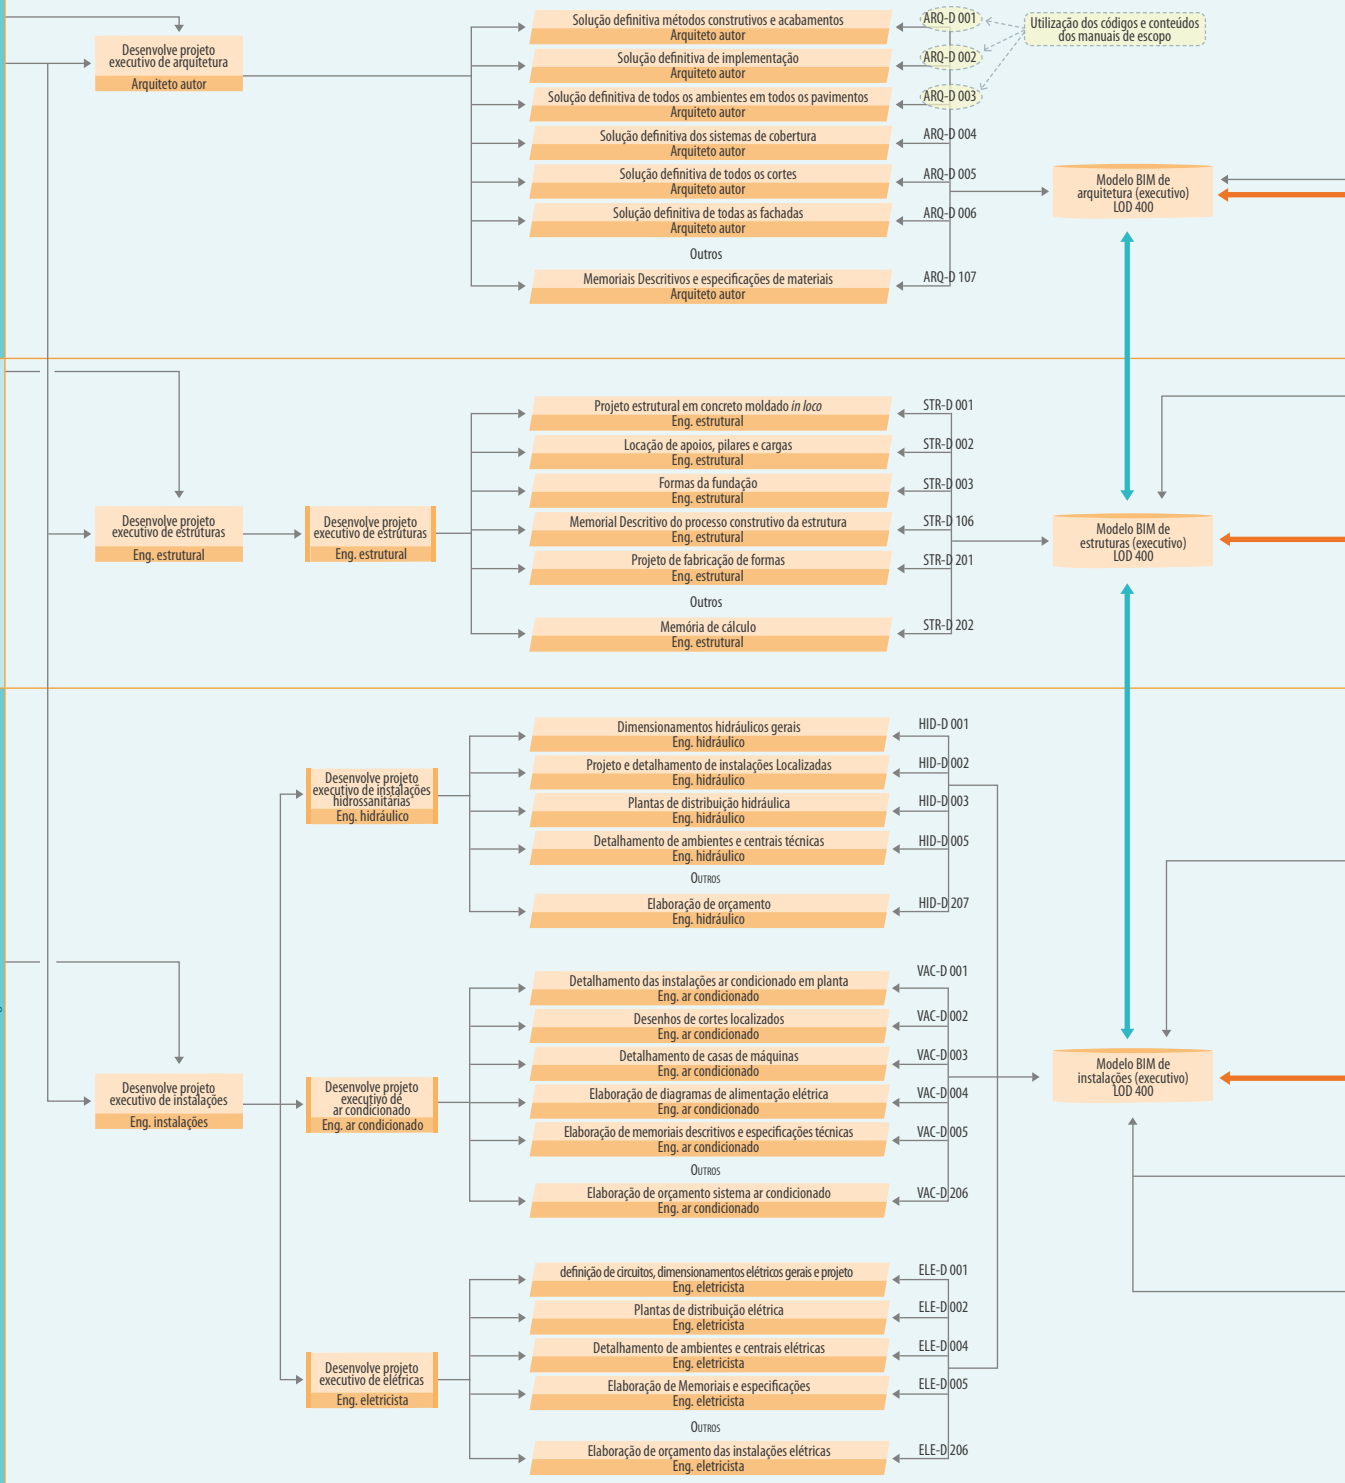 Desenvolve projeto
executivo de arquitetura
Arquiteto autor
Solução definitiva métodos construtivos e acabamentos
Arquiteto autor
Solução definitiva de implementação
Arquiteto autor
Solução definitiva de todos os ambientes em todos os pavimentos
Arquiteto autor
Solução definitiva dos sistemas de cobertura
Arquiteto autor
Solução definitiva de todos os cortes
Arquiteto autor
Solução definitiva de todas as fachadas
Arquiteto autor
Outros
Memoriais Descritivos e especificações de materiais
Arquiteto autor
ARQ-D 001
ARQ-D 002
ARQ-D 003
ARQ-D 004
ARQ-D 005
ARQ-D 006
ARQ-D 107
Utilização dos códigos e conteúdos
dos manuais de escopo
Modelo BIM de
arquitetura (executivo)
LOD 400
Desenvolve projeto
executivo de estruturas
Eng. estrutural
Desenvolve projeto
executivo de estruturas
Eng. estrutural
Projeto estrutural em concreto moldado in loco
Eng. estrutural
Locação de apoios, pilares e cargas
Eng. estrutural
Formas da fundação
Eng. estrutural
Memorial Descritivo do processo construtivo da estrutura
Eng. estrutural
Projeto de fabricação de formas
Eng. estrutural
Outros
Memória de cálculo
Eng. estrutural
STR-D 001
STR-D 002
STR-D 003
STR-D 106
STR-D 201
STR-D 202
Modelo BIM de
estruturas (executivo)
LOD 400
Desenvolve projeto
executivo de instalações
Eng. instalações
Desenvolve projeto
executivo de instalações
hidrossanitárias
Eng. hidráulico
Dimensionamentos hidráulicos gerais
Eng. hidráulico
Projeto e detalhamento de instalações Localizadas
Eng. hidráulico
Plantas de distribuição hidráulica
Eng. hidráulico
Detalhamento de ambientes e centrais técnicas
Eng. hidráulico
Outros
Elaboração de orçamento
Eng. hidráulico
HID-D 001
HID-D 002
HID-D 003
HID-D 005
HID-D 207
Desenvolve projeto
executivo de
ar condicionado
Eng. ar condicionado
Detalhamento das instalações ar condicionado em planta
Eng. ar condicionado
Desenhos de cortes localizados
Eng. ar condicionado
Detalhamento de casas de máquinas
Eng. ar condicionado
Elaboração de diagramas de alimentação elétrica
Eng. ar condicionado
Elaboração de memoriais descritivos e especificações técnicas
Eng. ar condicionado
Outros
Elaboração de orçamento sistema ar condicionado
Eng. ar condicionado
VAC-D 001
VAC-D 002
VAC-D 003
VAC-D 004
VAC-D 005
VAC-D 206
Modelo BIM de
instalações (executivo)
LOD 400
Desenvolve projeto
executivo de elétricas
Eng. eletricista
definição de circuitos, dimensionamentos elétricos gerais e projeto
Eng. eletricista
Plantas de distribuição elétrica
Eng. eletricista
Detalhamento de ambientes e centrais elétricas
Eng. eletricista
Elaboração de Memoriais e especificações
Eng. eletricista
Outros
Elaboração de orçamento das instalações elétricas
Eng. eletricista
ELE-D 001
ELE-D 002
ELE-D 004
ELE-D 005
ELE-D 206